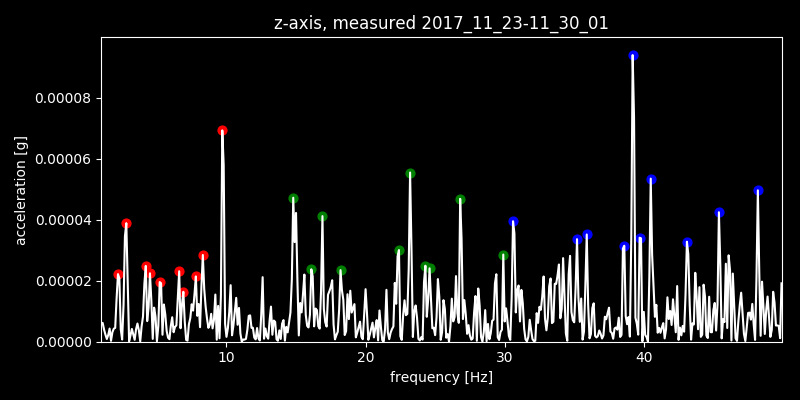 z-axis, measured 2017_11_23-11_30_01
0.00008
0.00006
0.00004
0.00002
0.00000
acceleration [g]
10 20 30 40
frequency [Hz]